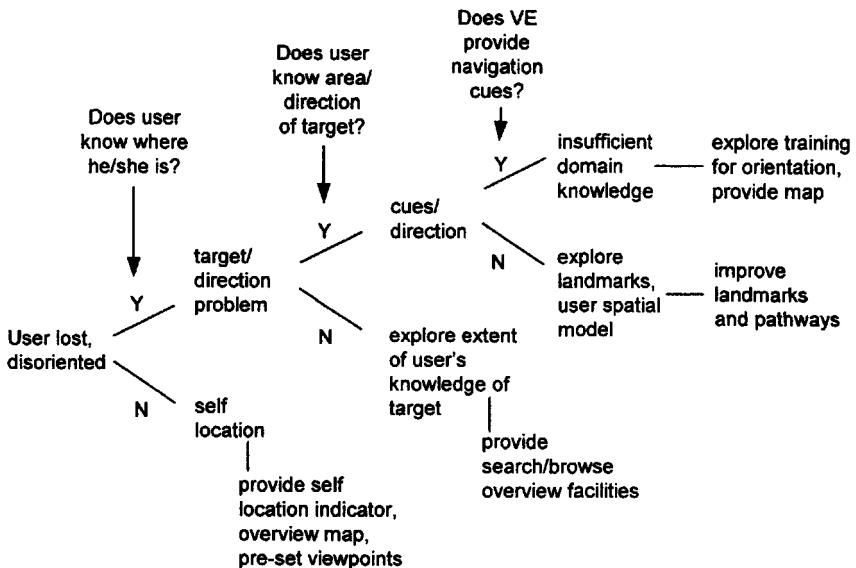 Does VE
provide
navigation
cues?
Does user
know area/
direction
of target?
Does user
know where
he/she is?
Y
insufficient
domain
knowledge
explore training
for orientation,
provide map
Y
cues/
direction
N
explore
landmarks,
user spatial
model
improve
landmarks
and pathways
Y
target/
direction
problem
N
explore extent
of user's
knowledge of
target
User lost,
disoriented
N
self
location
provide
search/browse
overview facilities
provide self
location indicator,
overview map,
pre-set viewpoints